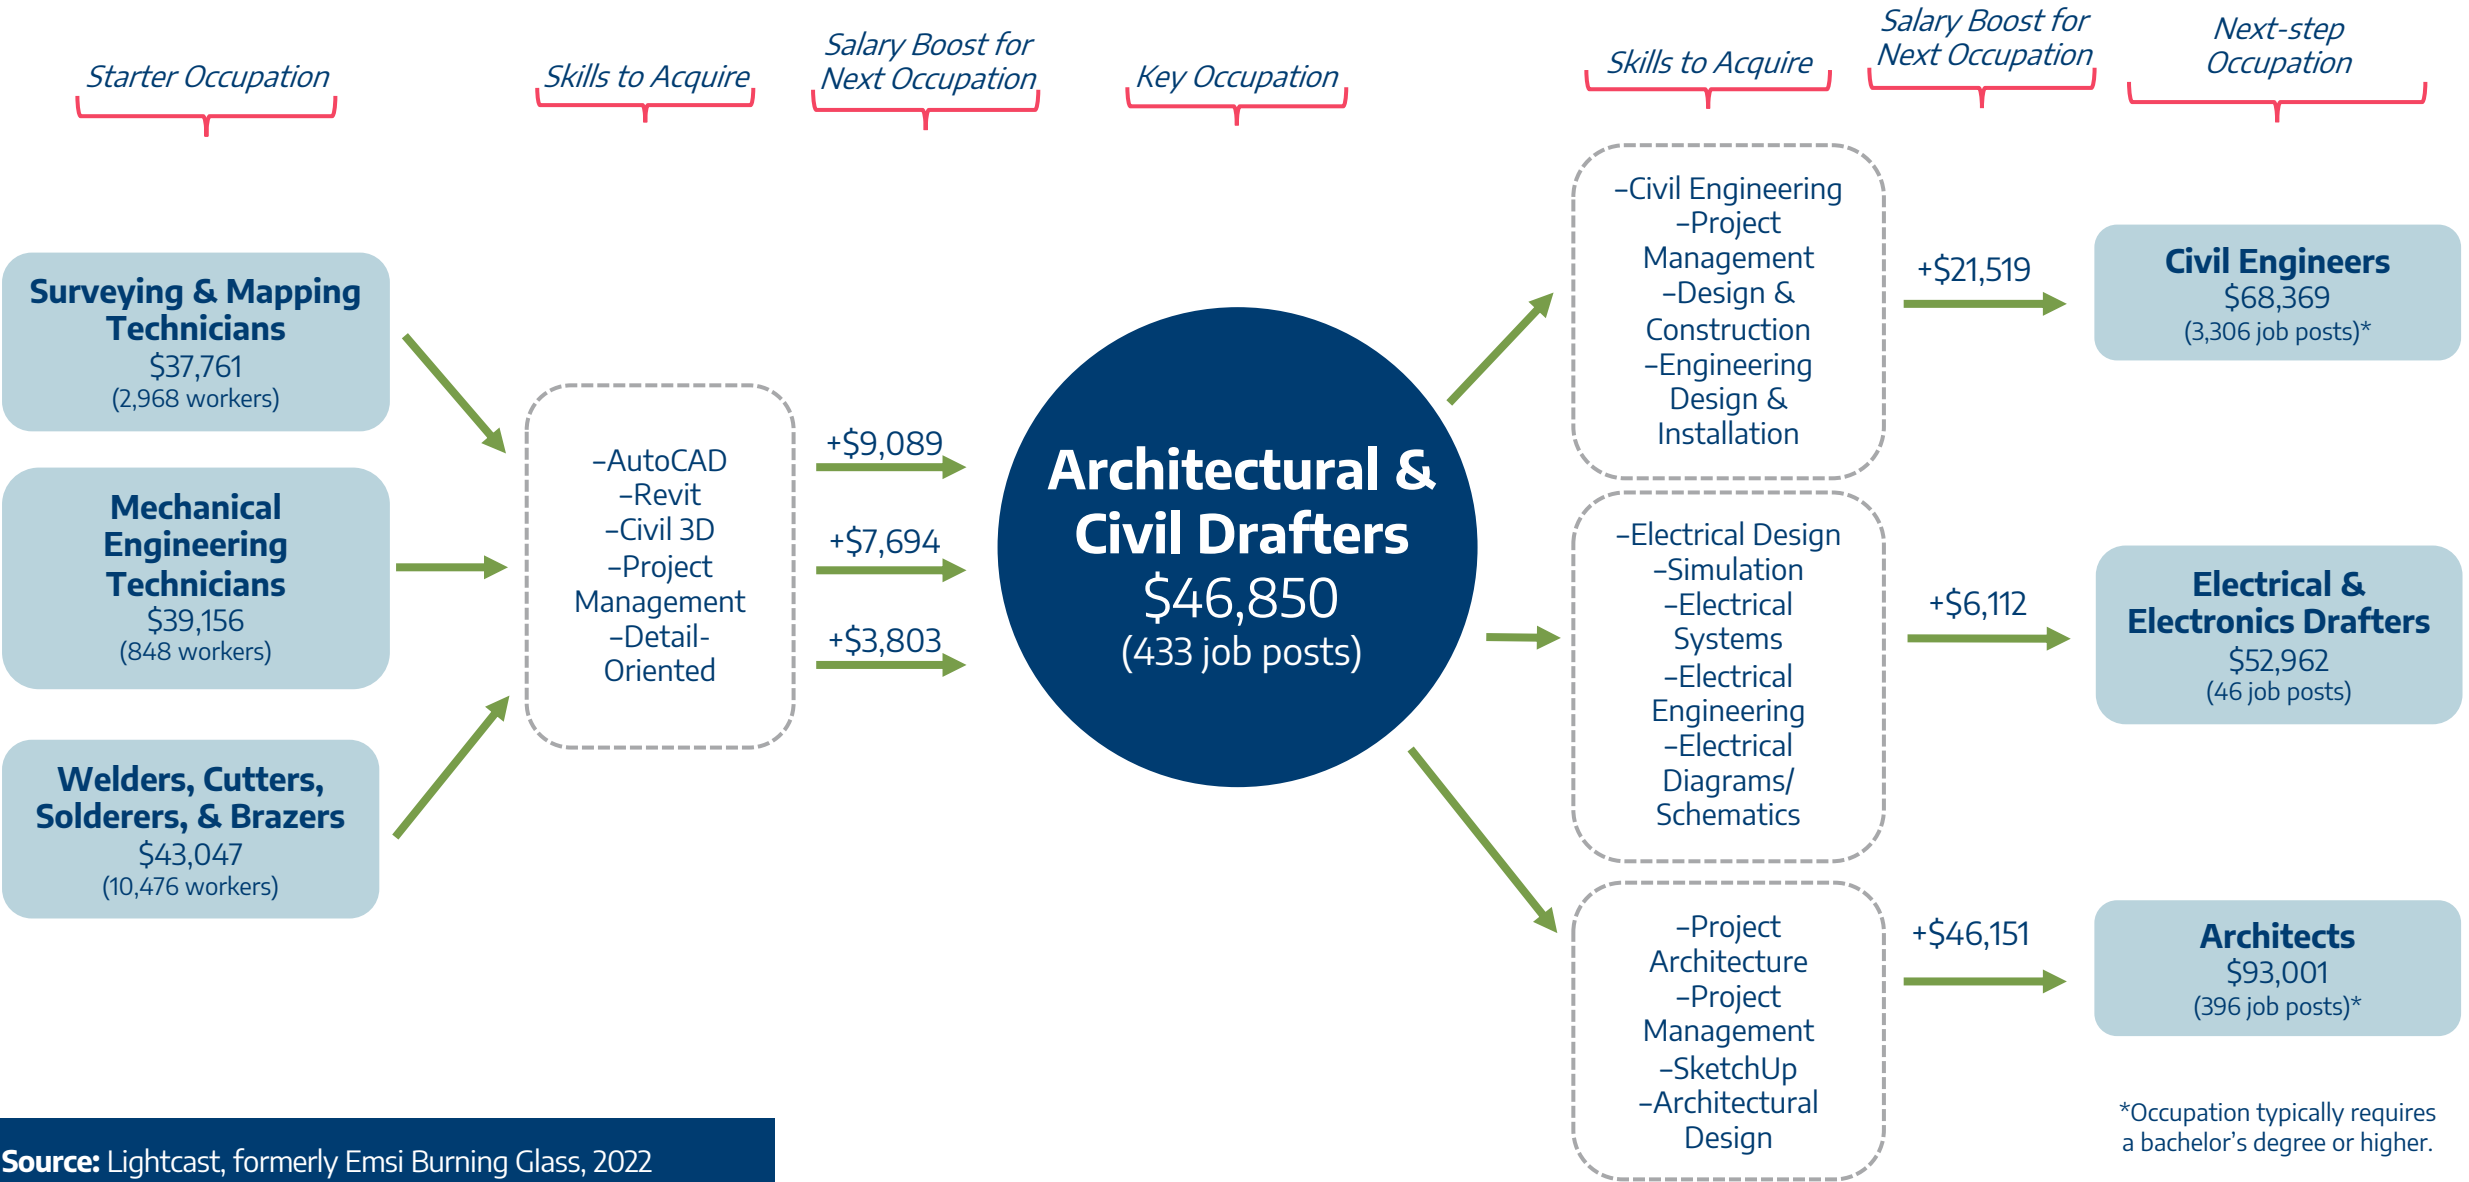 Starter Occupation
Skills to Acquire
Salary Boost for
Next Occupation
Key Occupation
Skills to Acquire
Salary Boost for
Next Occupation
Next-step
Occupation
Surveying & Mapping
Technicians
$37,761
(2,968 workers)
Mechanical
Engineering
Technicians
$39,156
(848 workers)
Welders, Cutters,
Solderers, & Brazers
$43,047
(10,476 workers)
–AutoCAD
–Revit
–Civil 3D
–Project
Management
–Detail-
Oriented
+$9,089
+$7,694
+$3,803
Architectural &
Civil Drafters
$46,850
(433 job posts)
–Civil Engineering
–Project
Management
–Design &
Construction
–Engineering
Design &
Installation
+$21,519
Civil Engineers
$68,369
(3,306 job posts)*
–Electrical Design
–Simulation
–Electrical
Systems
–Electrical
Engineering
–Electrical
Diagrams/
Schematics
+$6,112
Electrical &
Electronics Drafters
$52,962
(46 job posts)
–Project
Architecture
–Project
Management
–SketchUp
–Architectural
Design
+$46,151
Architects
$93,001
(396 job posts)*
*Occupation typically requires
a bachelor's degree or higher.
Source: Lightcast, formerly Emsi Burning Glass, 2022